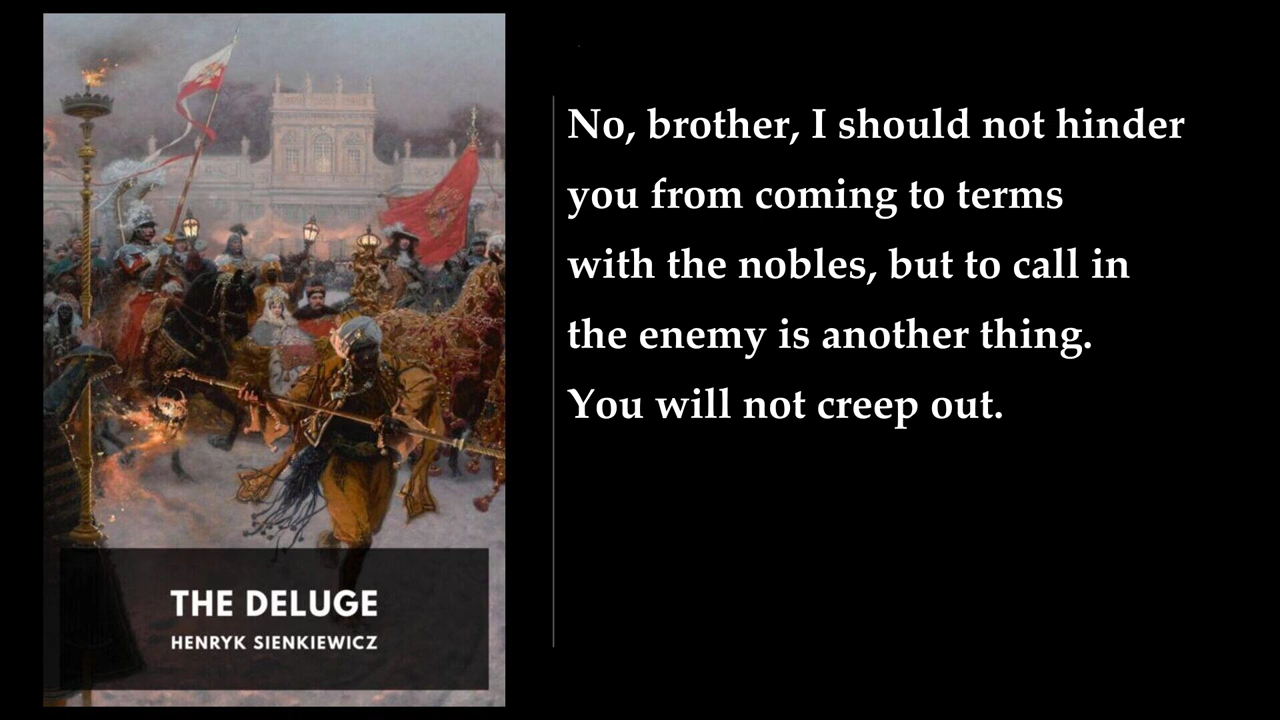 No, brother, I should not hinder
you from coming to terms
with the nobles, but to call in
the enemy is another thing.
You will not creep out.
THE DELUGE
HENRYK SIENKIEWICZ